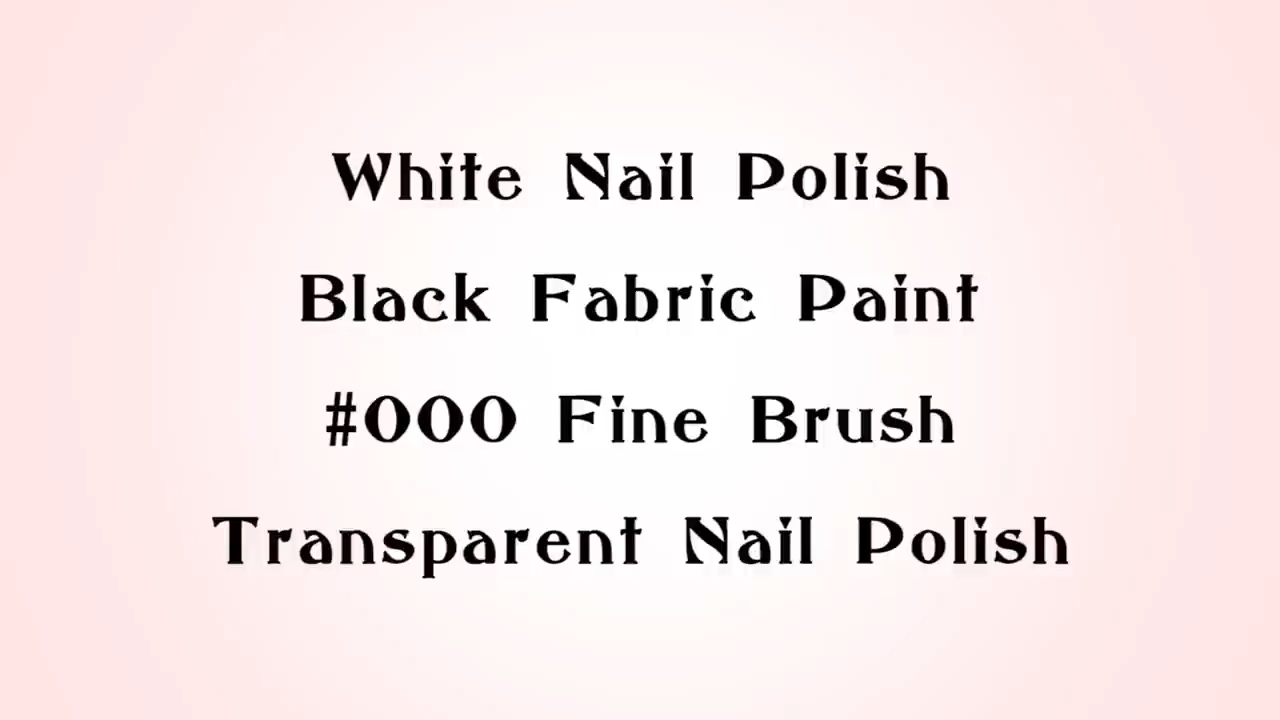 White Nail Polish
Black Fabric Paint
#000 Fine Brush
Transparent Nail Polish